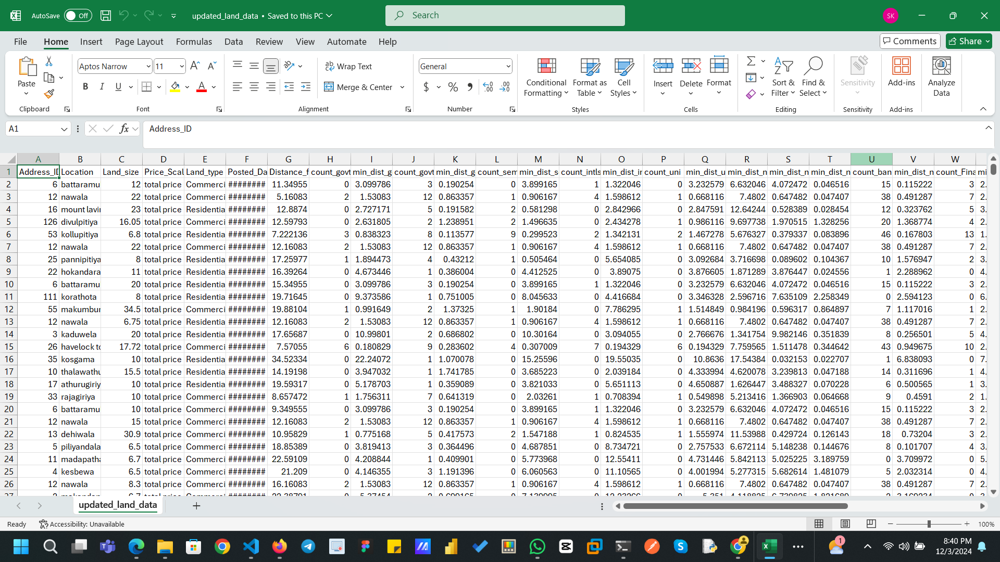 AutoSave Off updated_land_data • Saved to this PC Search SK
File Home Insert Page Layout Formulas Data Review View Automate Help Comments Share
Paste Aptos Narrow 11 Wrap Text General Conditional Formatting Format as Table Cell Styles Insert Delete Format Sort & Filter Find & Select Sensitivity Add-ins Analyze Data
B I U Merge & Center $ %
Clipboard Font Alignment Number Styles Cells Editing Sensitivity Add-ins
A1 fx Address_ID
A B C D E F G H I J K L M N O P Q R S T U V W
1 Address_ID Location Land_size Price_Scal Land_type Posted_Da Distance_f count_govt min_dist_g count_govt min_dist_g count_sem min_dist_s count_intls min_dist_ir count_uni min_dist_u min_dist_n min_dist_n min_dist_n count_ban min_dist_n count_Fina mi
2 6 battaramu 12 total price Commerci ######## 11.34955 0 3.099786 3 0.190254 0 3.899165 1 1.322046 0 3.232579 6.632046 4.072472 0.046516 15 0.115222 3 2.
3 12 nawala 22 total price Commerci ######## 5.16083 2 1.53083 12 0.863357 1 0.906167 4 1.598612 1 0.668116 7.4802 0.647482 0.047407 38 0.491287 7 2.
4 16 mount lavir 23 total price Residentia ######## 12.8874 0 2.727171 5 0.191582 2 0.581298 0 2.842966 0 2.847591 12.64244 0.528389 0.028454 12 0.323762 5 3.
5 126 divulpitiya 16.05 total price Commerci ######## 12.59793 0 2.631805 2 1.238951 2 1.496635 0 2.434278 1 0.986116 9.697738 1.970515 1.328256 20 1.368774 4 2.
6 53 kollupitiya 6.8 total price Residentia ######## 7.222136 3 0.838323 8 0.113577 9 0.299523 2 1.342131 2 1.467278 5.676327 0.379337 0.083896 46 0.167803 13 1.
7 12 nawala 22 total price Commerci ######## 12.16083 2 1.53083 12 0.863357 1 0.906167 4 1.598612 1 0.668116 7.4802 0.647482 0.047407 38 0.491287 7 2.
8 25 pannipitiya 8 total price Residentia ######## 17.25977 1 1.894473 4 0.43212 1 0.505464 0 5.654085 0 3.092684 3.716698 0.089602 0.104367 10 1.576947 2 3.
9 22 hokandara 11 total price Residentia ######## 16.39264 0 4.673446 1 0.386004 0 4.412525 0 3.89075 0 3.876605 1.871289 3.876447 0.024556 1 2.288962 0 4.
10 6 battaramu 20 total price Residentia ######## 15.34955 0 3.099786 3 0.190254 0 3.899165 1 1.322046 0 3.232579 6.632046 4.072472 0.046516 15 0.115222 3 2.
11 111 korathota 8 total price Residentia ######## 19.71645 0 9.373586 1 0.751005 0 8.045633 0 4.416684 0 3.346328 2.596716 7.635109 2.258349 0 2.594123 0 6.
12 55 makumbur 34.5 total price Commerci ######## 19.88104 1 0.991649 2 1.37325 1 1.90184 0 7.786295 1 1.514849 0.984196 0.596317 0.864897 7 1.117016 1 2.
13 12 nawala 6.75 total price Residentia ######## 12.16083 2 1.53083 12 0.863357 1 0.906167 4 1.598612 1 0.668116 7.4802 0.647482 0.047407 38 0.491287 7 2.
14 3 kaduwela 20 total price Residentia ######## 17.65687 0 10.99801 2 0.686802 0 10.30164 0 3.094055 0 2.766676 1.341754 9.982146 0.351839 8 0.256501 5 4.
15 26 havelock to 17.72 total price Commerci ######## 7.57055 6 0.180829 9 0.283602 4 0.307009 7 0.194329 6 0.194329 7.759565 1.511478 0.344642 43 0.949675 10 2.
16 35 kosgama 10 total price Residentia ######## 34.52334 0 22.24072 1 1.070078 0 15.25596 0 19.55035 0 10.8636 17.54384 0.032153 0.022707 1 6.838093 0 7.
17 10 thalawathu 15.5 total price Residentia ######## 14.19198 0 3.947032 1 1.741785 0 3.685223 0 2.039184 0 4.333994 4.620078 3.239813 0.047188 14 0.311696 1 4.
18 17 athurugiriy 10 total price Residentia ######## 19.59317 0 5.178703 1 0.359089 0 3.821033 0 5.651113 0 4.650887 1.626447 3.488327 0.070228 6 0.500565 1 3.
19 33 rajagiriya 10 total price Commerci ######## 8.657472 1 1.756311 7 0.641319 0 2.03261 1 0.708394 1 0.549898 5.213416 1.366903 0.064668 9 0.4591 2 1.
20 6 battaramu 10 total price Commerci ######## 9.349555 0 3.099786 3 0.190254 0 3.899165 1 1.322046 0 3.232579 6.632046 4.072472 0.046516 15 0.115222 3 2.
21 12 nawala 15 total price Commerci ######## 12.16083 2 1.53083 12 0.863357 1 0.906167 4 1.598612 1 0.668116 7.4802 0.647482 0.047407 38 0.491287 7 2.
22 13 dehiwala 30.9 total price Commerci ######## 10.95829 1 0.775168 5 0.417573 2 1.547188 1 0.824535 1 1.555974 11.53988 0.429724 0.126143 18 0.73204 3 2.
23 5 piliyandala 6.5 total price Commerci ######## 18.85389 0 3.819413 3 0.364496 0 4.687851 0 8.734721 0 2.757533 6.672114 5.148238 0.144676 8 0.101707 4 3.
24 11 madapatha 6.7 total price Commerci ######## 22.59109 0 4.208844 1 0.409901 0 5.773968 0 12.55411 0 4.731446 5.842113 5.025225 3.189759 0 3.709972 0 5.
25 4 kesbewa 6.5 total price Commerci ######## 21.209 0 4.146355 3 1.191396 0 6.060563 0 11.10565 0 4.001994 5.277315 5.682614 1.481079 5 2.032314 0 4.
26 12 nawala 8.3 total price Commerci ######## 16.16083 2 1.53083 12 0.863357 1 0.906167 4 1.598612 1 0.668116 7.4802 0.647482 0.047407 38 0.491287 7 2.
updated_land_data
Ready Accessibility: Unavailable 100%
8:40 PM
12/3/2024